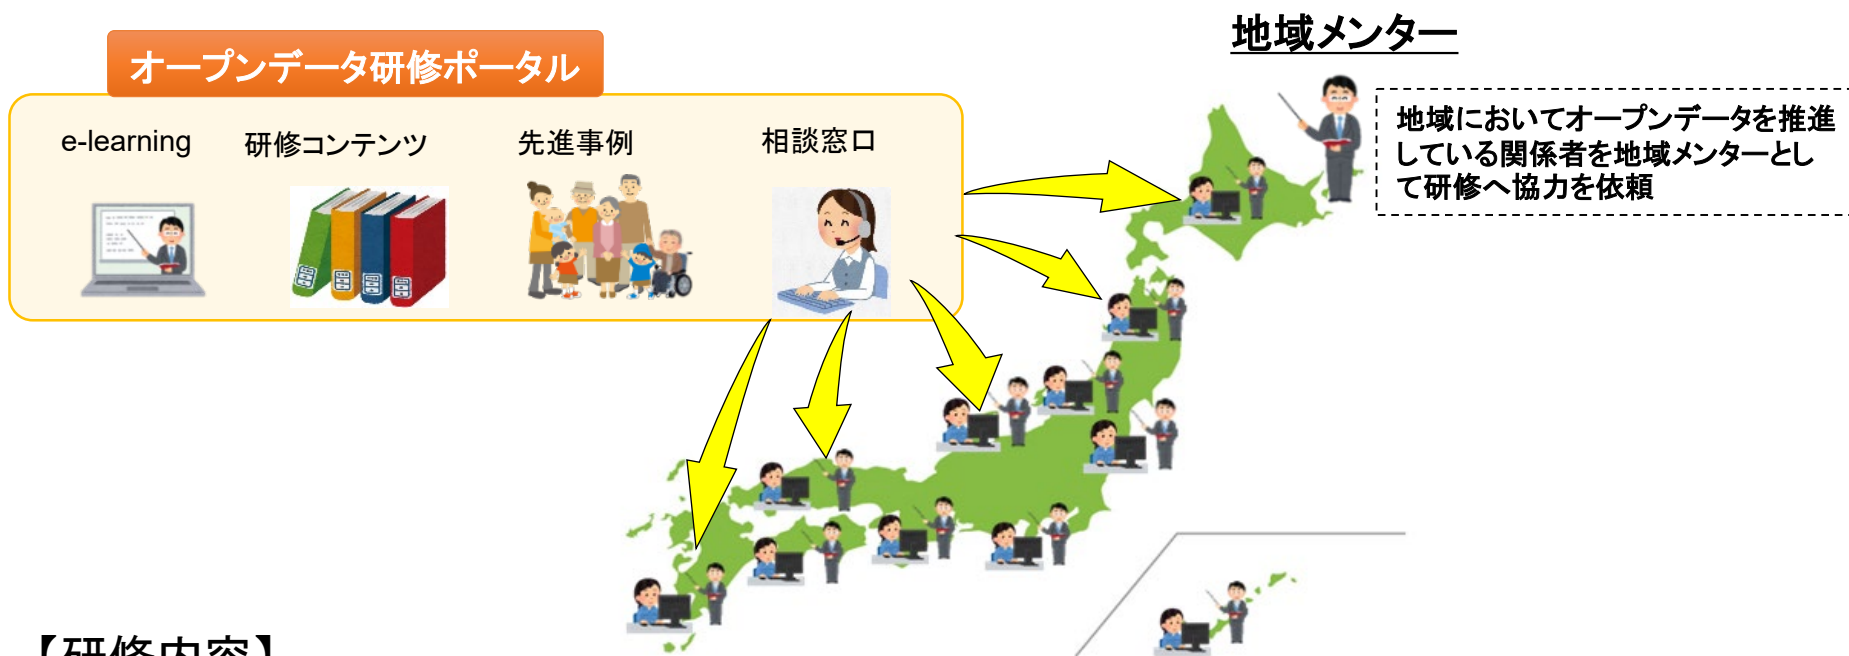 地域メンター
オープンデータ研修ポータル
e-learning
研修コンテンツ
先進事例
相談窓口
地域においてオープンデータを推進
している関係者を地域メンターとし
て研修へ協力を依頼
【研修内容】